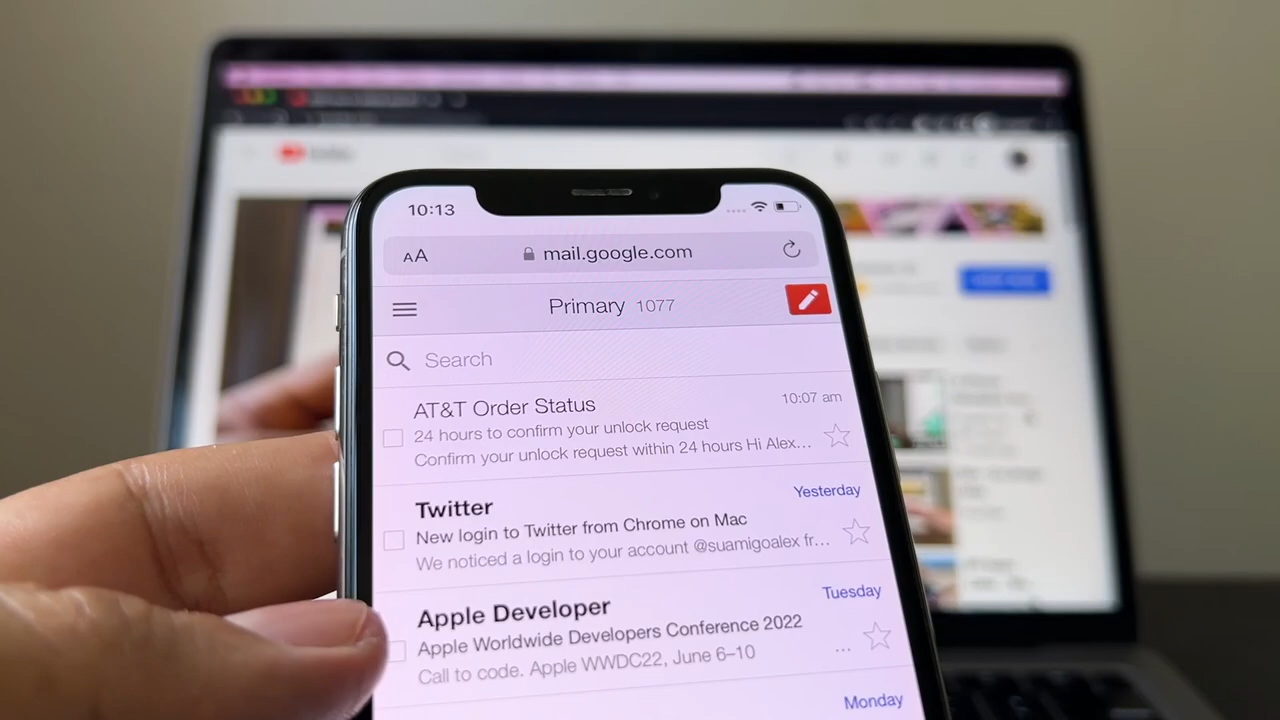 10:13
AA mail.google.com
Primary 1077
Search
AT&T Order Status 10:07 am
24 hours to confirm your unlock request
Confirm your unlock request within 24 hours Hi Alex...
Twitter Yesterday
New login to Twitter from Chrome on Mac
We noticed a login to your account @suamigoalex fr...
Apple Developer Tuesday
Apple Worldwide Developers Conference 2022
Call to code. Apple WWDC22, June 6–10 ...
Monday